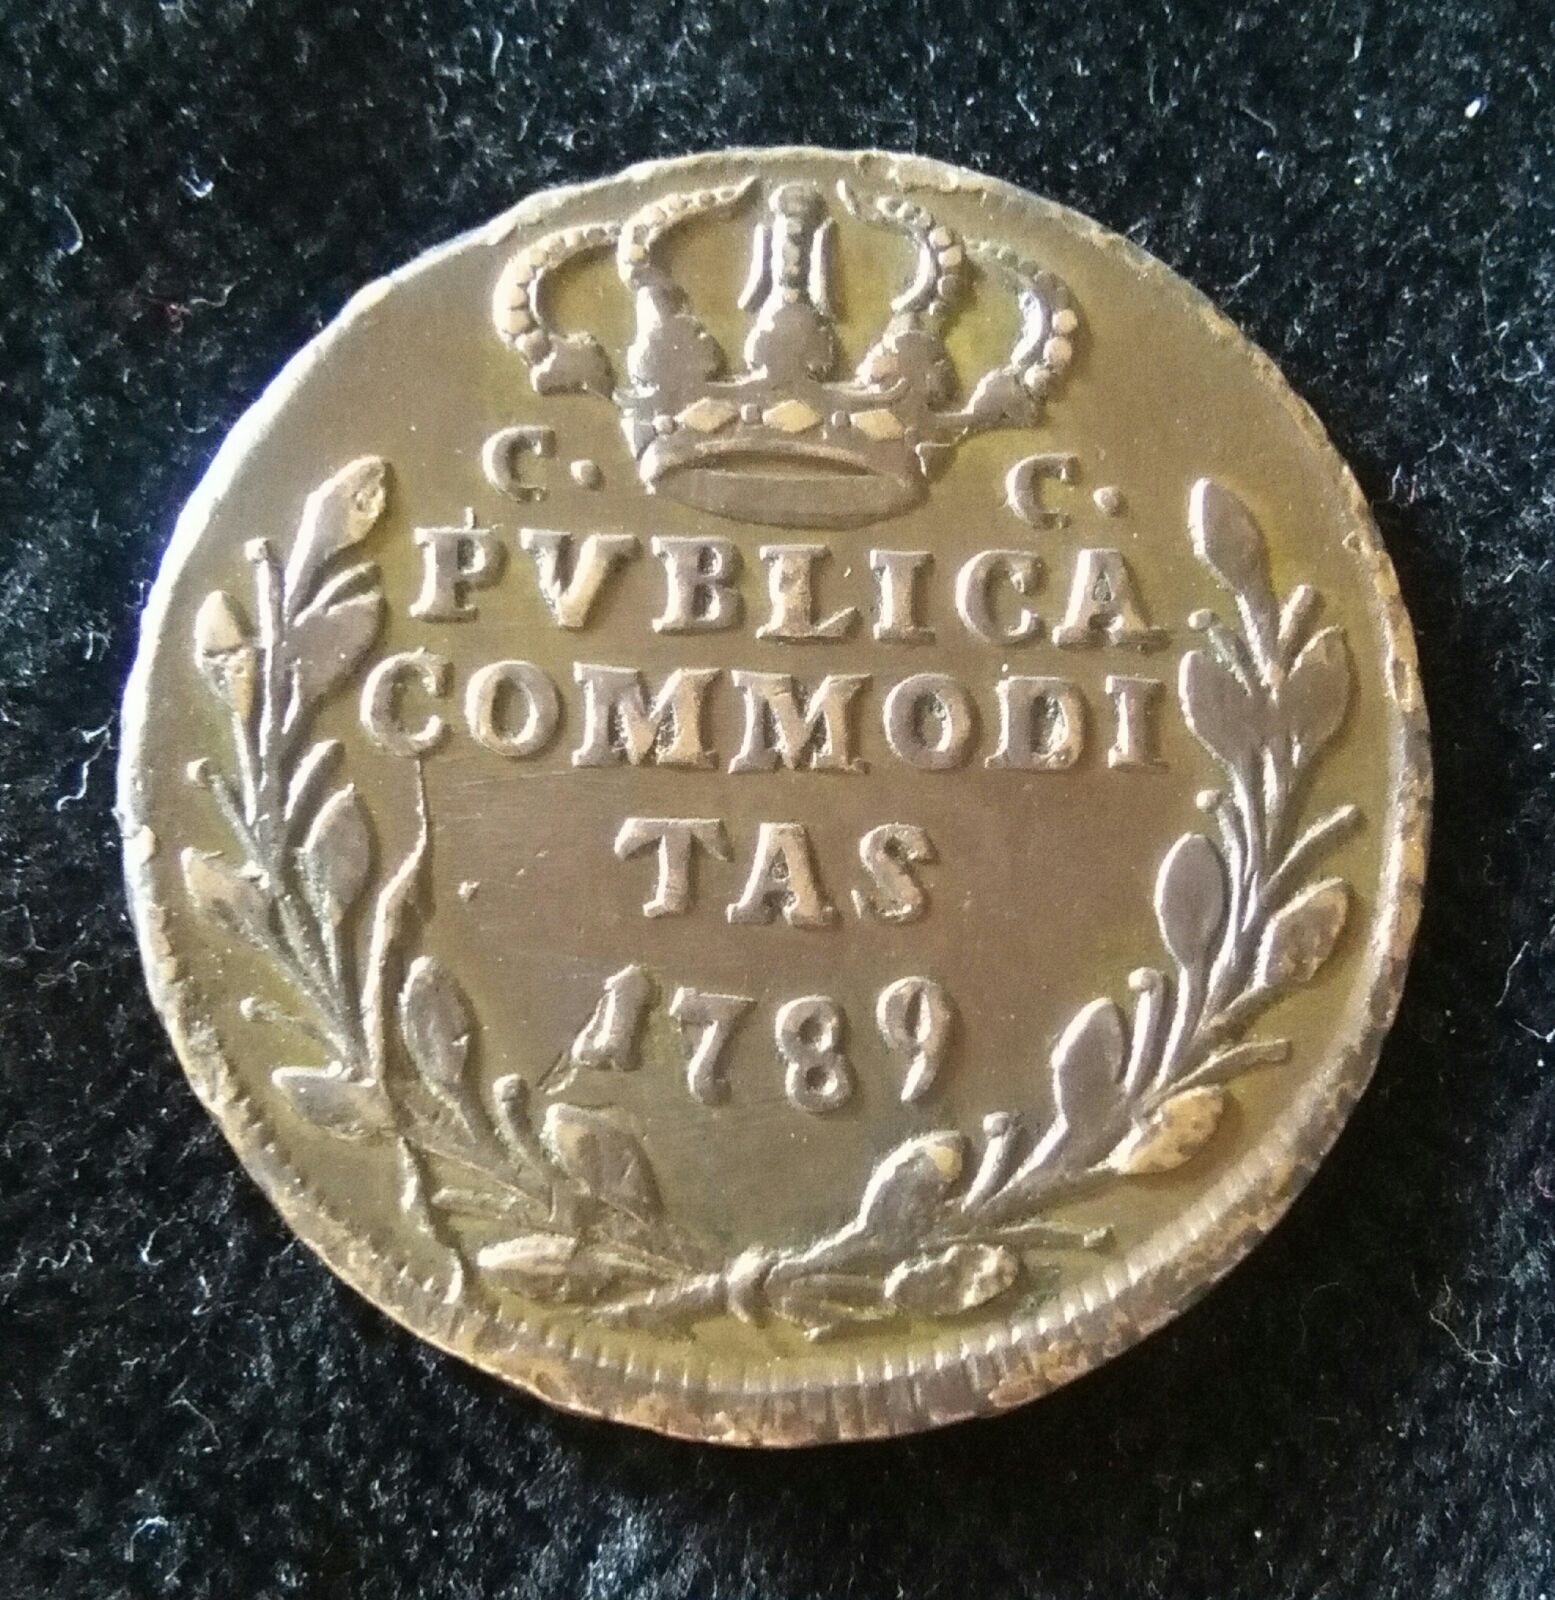 C. C.
PVBLICA
COMMODI
TAS
1789